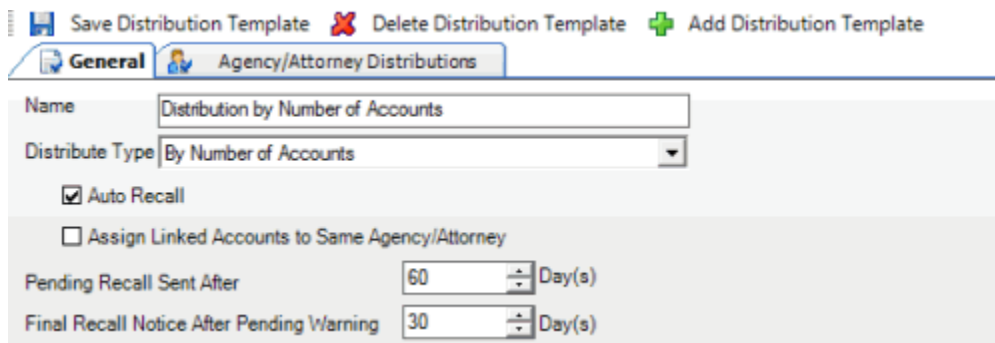 Save Distribution Template Delete Distribution Template Add Distribution Template
General Agency/Attorney Distributions
Name Distribution by Number of Accounts
Distribute Type By Number of Accounts
Auto Recall
Assign Linked Accounts to Same Agency/Attorney
Pending Recall Sent After 60 Day(s)
Final Recall Notice After Pending Warning 30 Day(s)